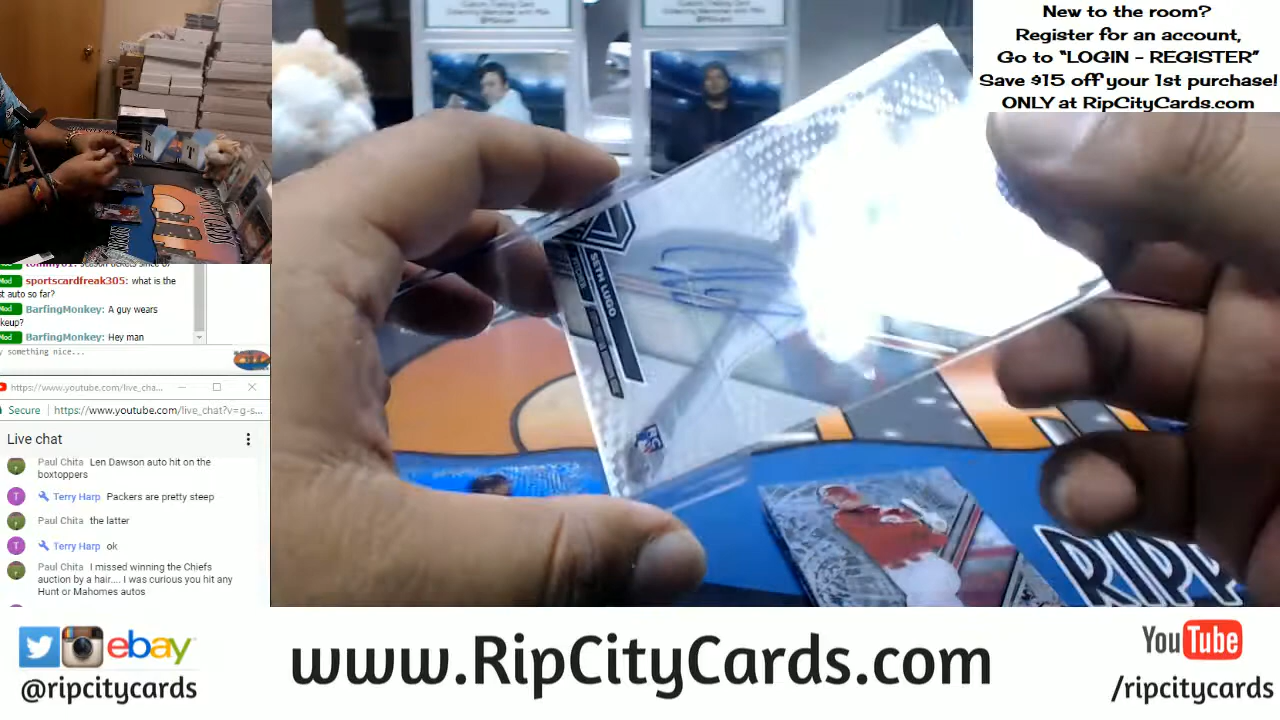 New to the room?
Register for an account,
Go to “LOGIN – REGISTER”
Save $15 off your 1st purchase!
ONLY at RipCityCards.com
R T
SETH LUGO
PITCHER
sportscardfreak305: what is the
st auto so far?
BarfingMonkey: A guy wears
keup?
BarfingMonkey: Hey man
y something nice...
https://www.youtube.com/live_cha...
Secure https://www.youtube.com/live_chat?v=g-s...
Live chat
Paul Chita Len Dawson auto hit on the
boxtoppers
T Terry Harp Packers are pretty steep
Paul Chita the latter
T Terry Harp ok
Paul Chita I missed winning the Chiefs
auction by a hair.... I was curious you hit any
Hunt or Mahomes autos
RIPP
ebay
@ripcitycards
www.RipCityCards.com
YouTube
/ripcitycards